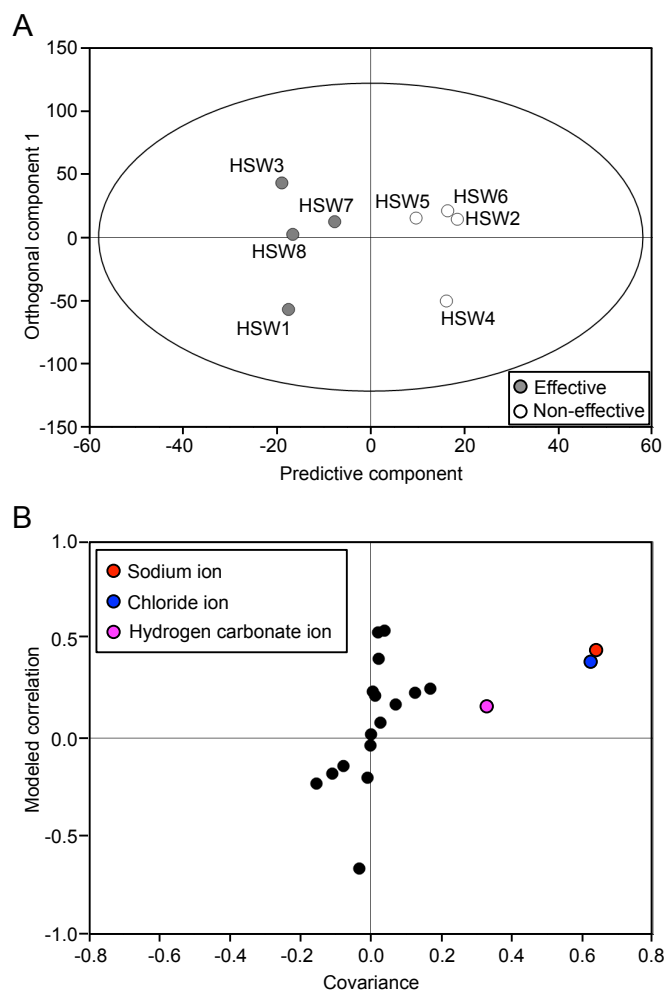 A
150
100
50
0
-50
-100
-150
Orthogonal component 1
HSW3
HSW7
HSW8
HSW1
HSW5
HSW6
HSW2
HSW4
Effective
Non-effective
-60 -40 -20 0 20 40 60
Predictive component
B
1.0
0.5
0.0
-0.5
-1.0
Modeled correlation
Sodium ion
Chloride ion
Hydrogen carbonate ion
-0.8 -0.6 -0.4 -0.2 0.0 0.2 0.4 0.6 0.8
Covariance